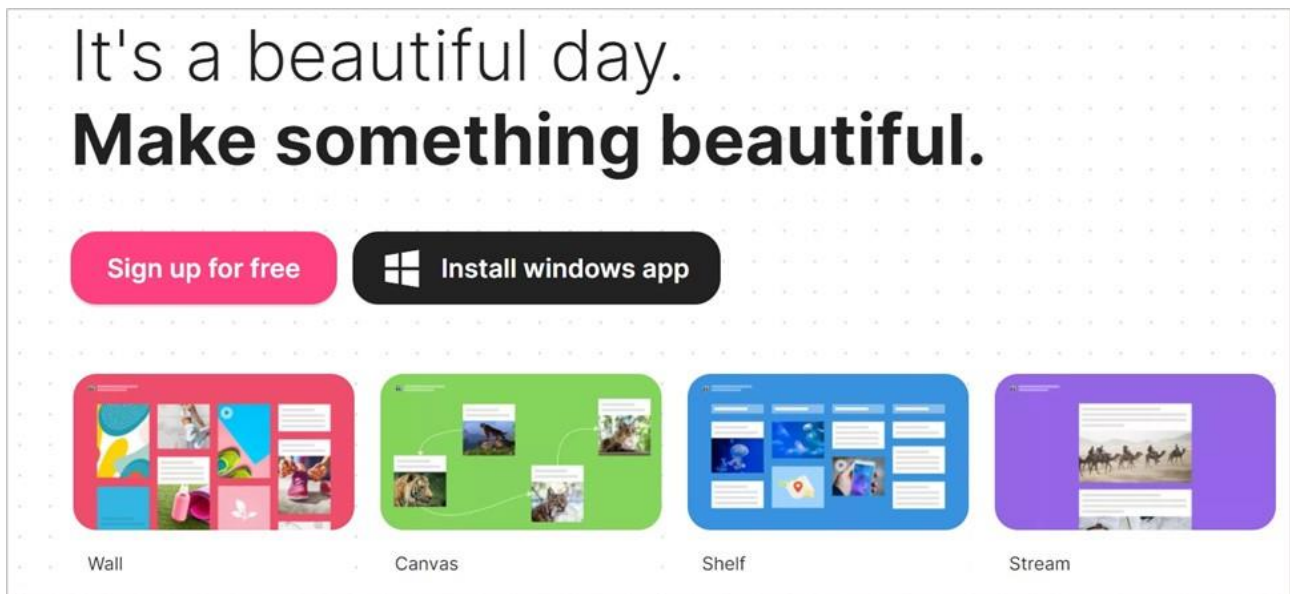 It's a beautiful day.
Make something beautiful.
Sign up for free
Install windows app
Wall
Canvas
Shelf
Stream